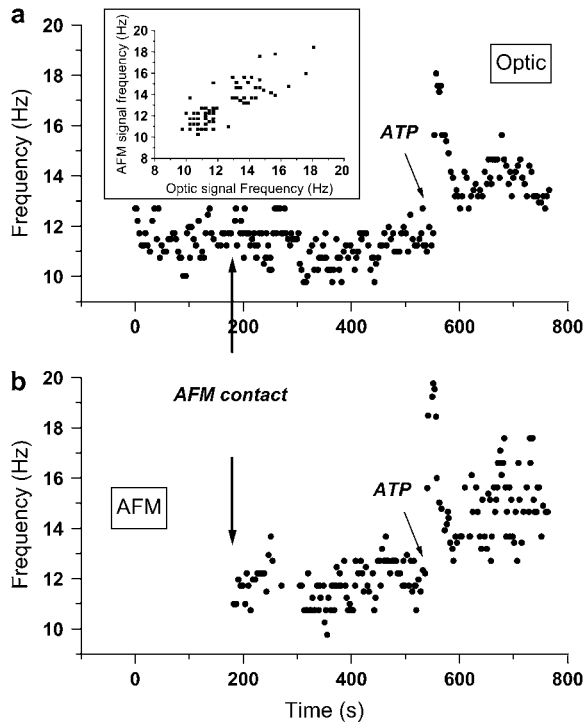 a
20
18
16
14
12
10
Frequency (Hz)
20
18
16
14
12
10
8
AFM signal frequency (Hz)
8 10 12 14 16 18 20
Optic signal Frequency (Hz)
Optic
ATP
0 200 400 600 800
AFM contact
b
20
18
16
14
12
10
Frequency (Hz)
AFM
ATP
0 200 400 600 800
Time (s)